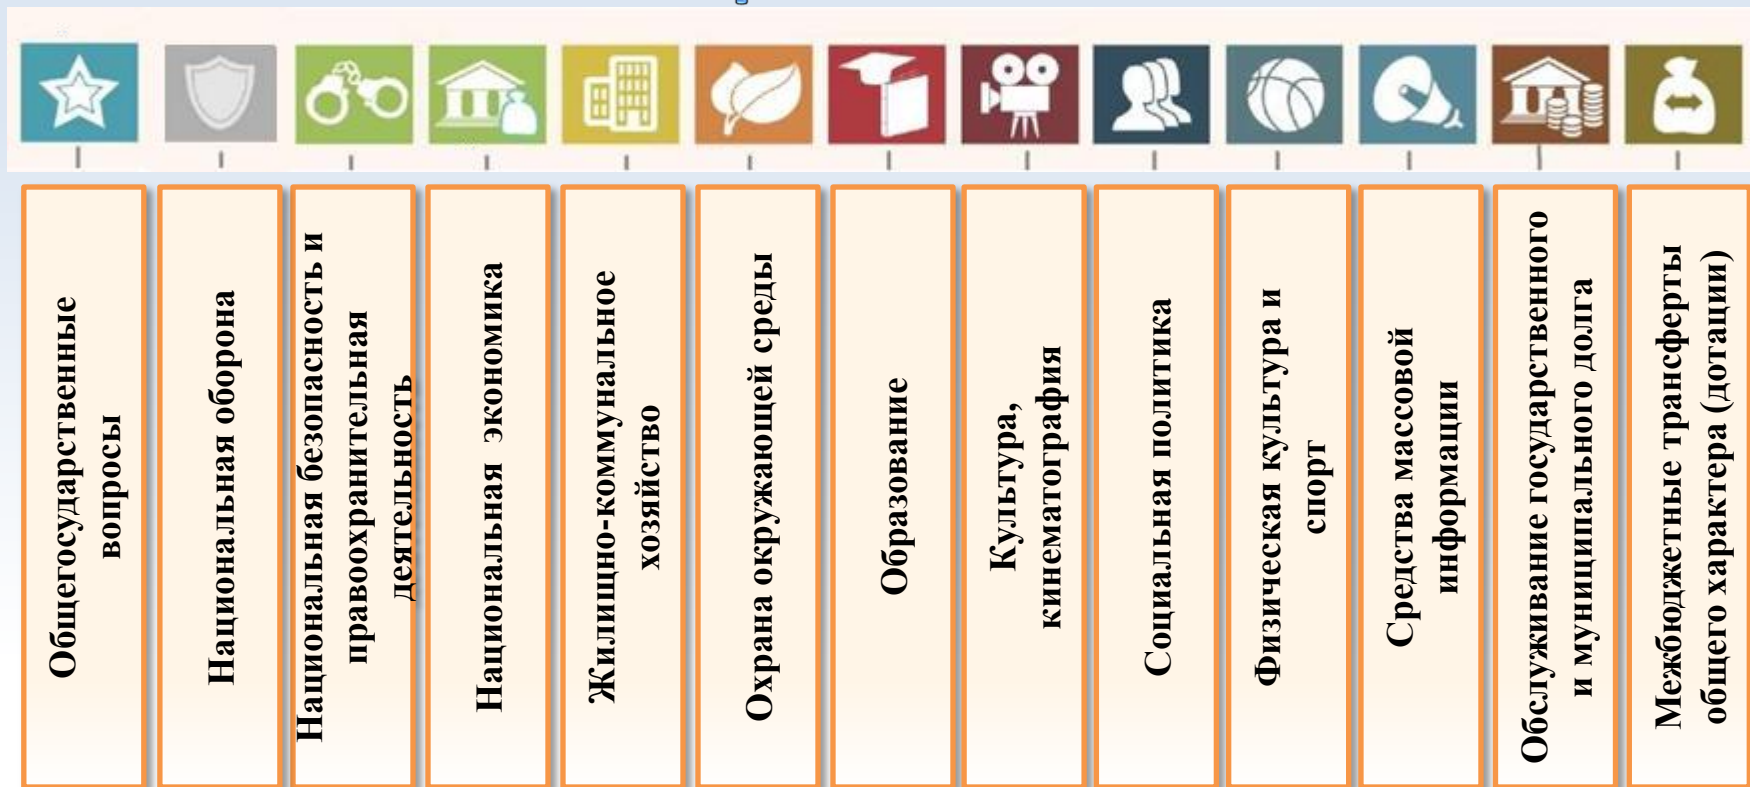 Общегосударственные
вопросы
Национальная оборона
Национальная безопасность и
правоохранительная
деятельность
Национальная экономика
Жилищно-коммунальное
хозяйство
Охрана окружающей среды
Образование
Культура,
кинематография
Социальная политика
Физическая культура и
спорт
Средства массовой
информации
Обслуживание государственного
и муниципального долга
Межбюджетные трансферты
общего характера (дотации)